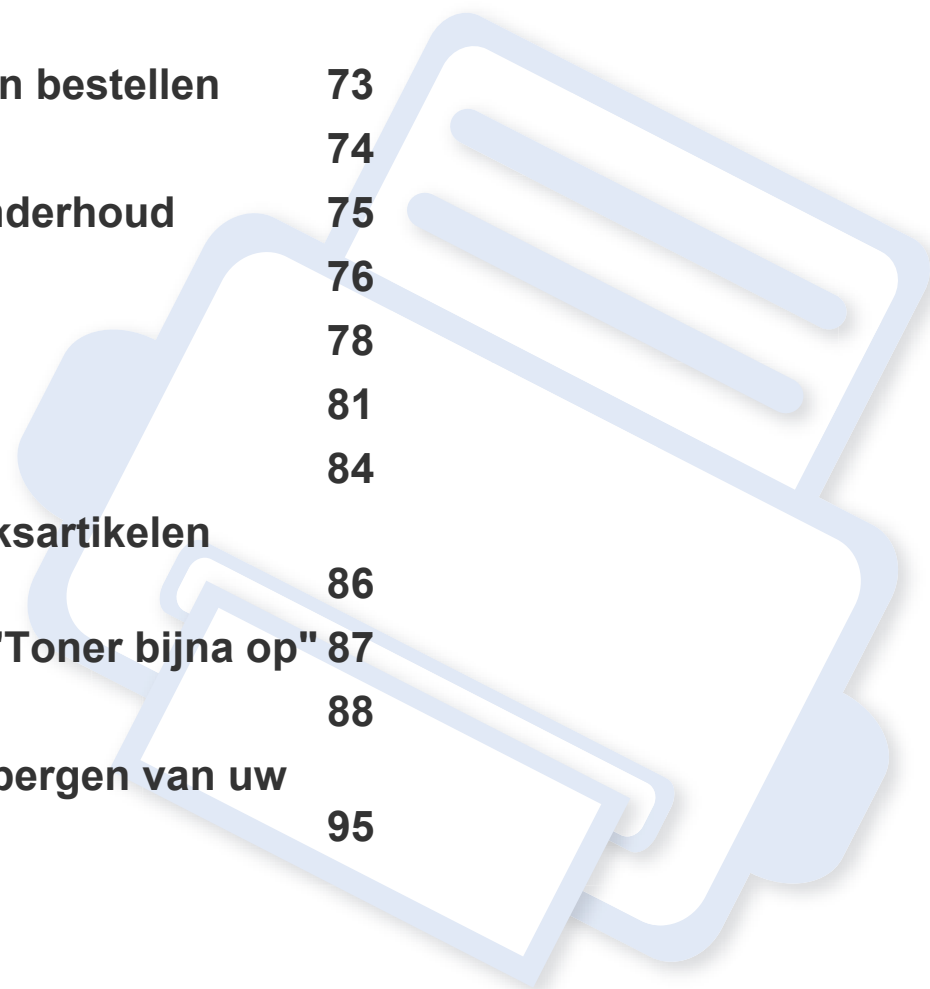 n bestellen 73
74
nderhoud 75
76
78
81
84
ksartikelen
86
"Toner bijna op" 87
88
bergen van uw
95